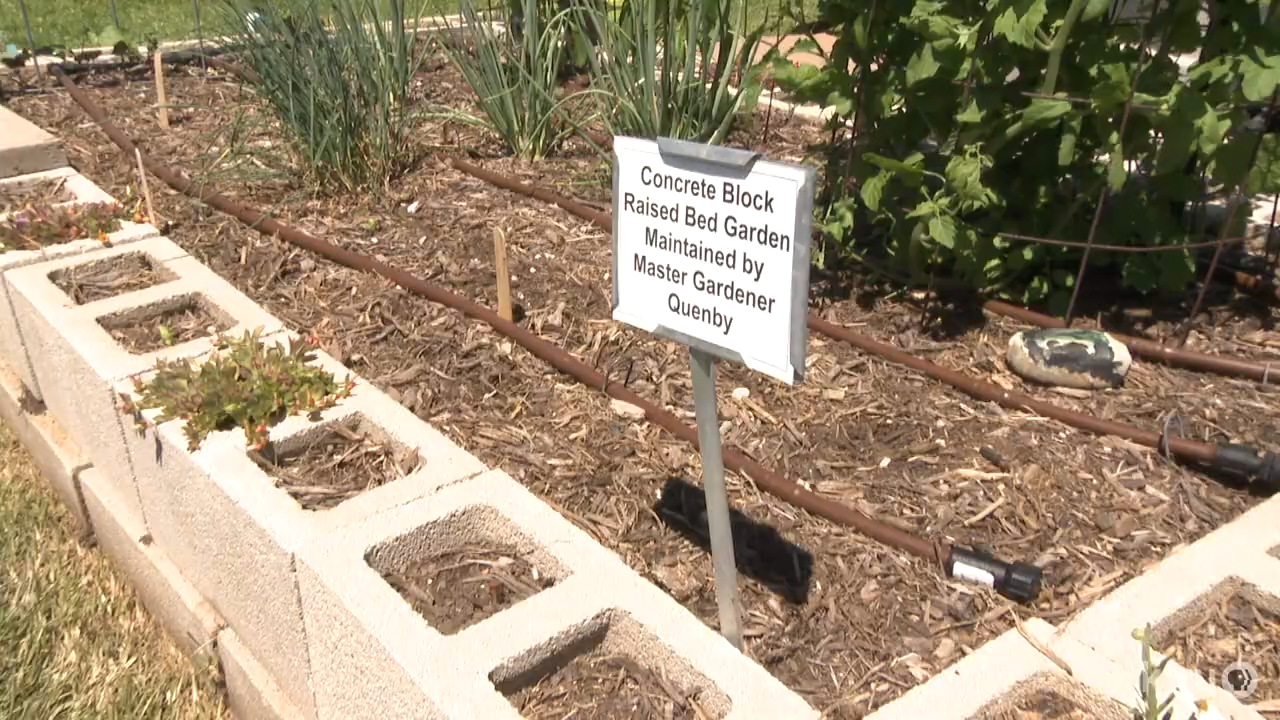 Concrete Block
Raised Bed Garden
Maintained by
Master Gardener
Quenby